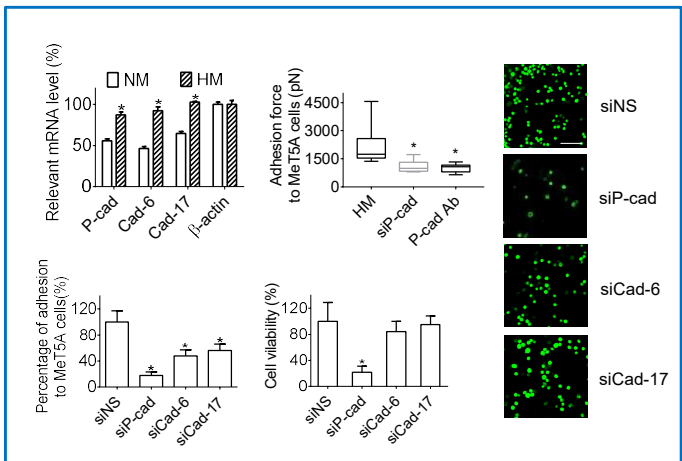 Relevant mRNA level (%)
NM HM
100
50
0
* * *
P-cad
Cad-6
Cad-17
β-actin
Adhesion force
to MeT5A cells (pN)
4500
3000
1500
0
* *
HM
siP-cad
P-cad Ab
siNS
siP-cad
siCad-6
siCad-17
Percentage of adhesion
to MeT5A cells(%)
120
80
40
0
* * *
siNS
siP-cad
siCad-6
siCad-17
Cell vilability (%)
120
80
40
0
*
siNS
siP-cad
siCad-6
siCad-17